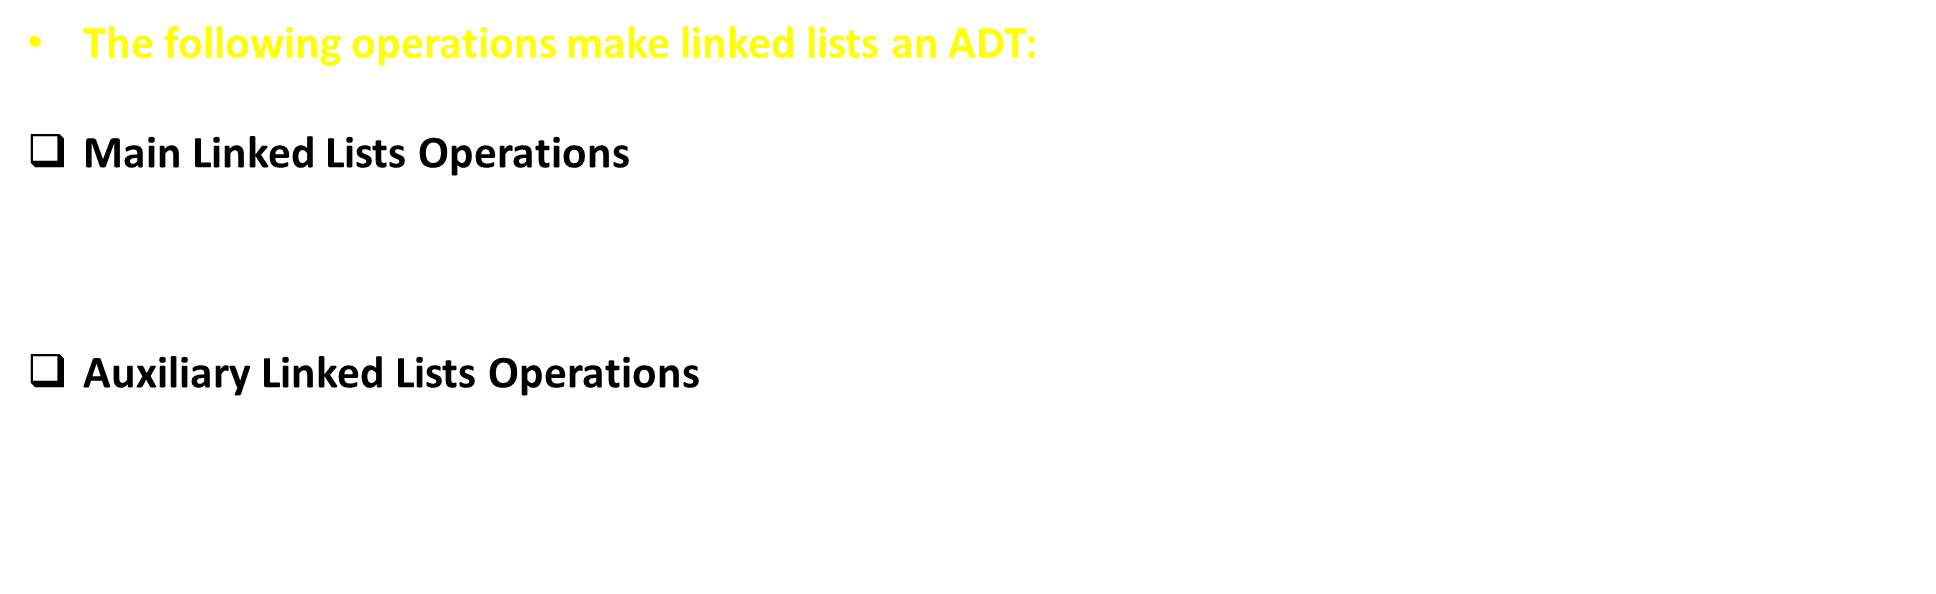 • The following operations make linked lists an ADT:
❑ Main Linked Lists Operations
❑ Auxiliary Linked Lists Operations